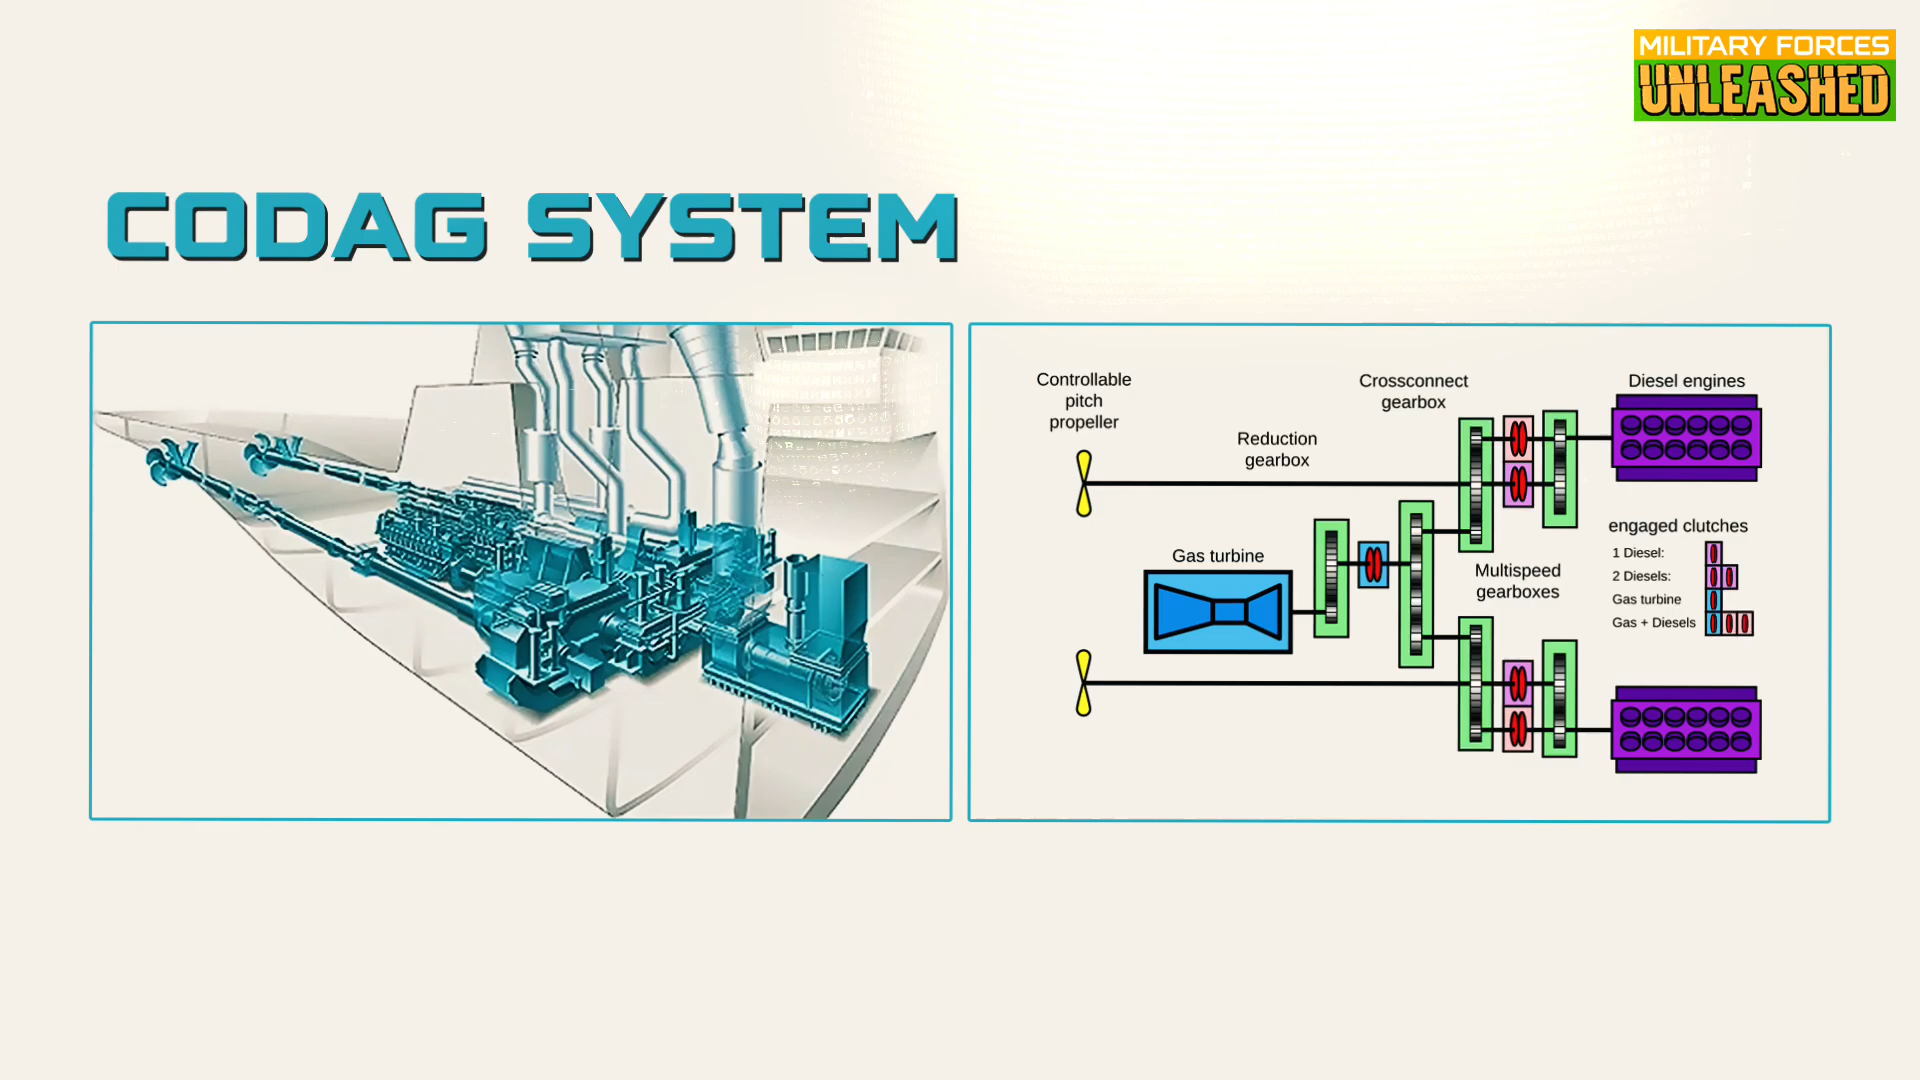 MILITARY FORCES
UNLEASHED
CODAG SYSTEM
Controllable
pitch
propeller
Crossconnect
gearbox
Diesel engines
Reduction
gearbox
Gas turbine
Multispeed
gearboxes
engaged clutches
1 Diesel:
2 Diesels:
Gas turbine
Gas + Diesels